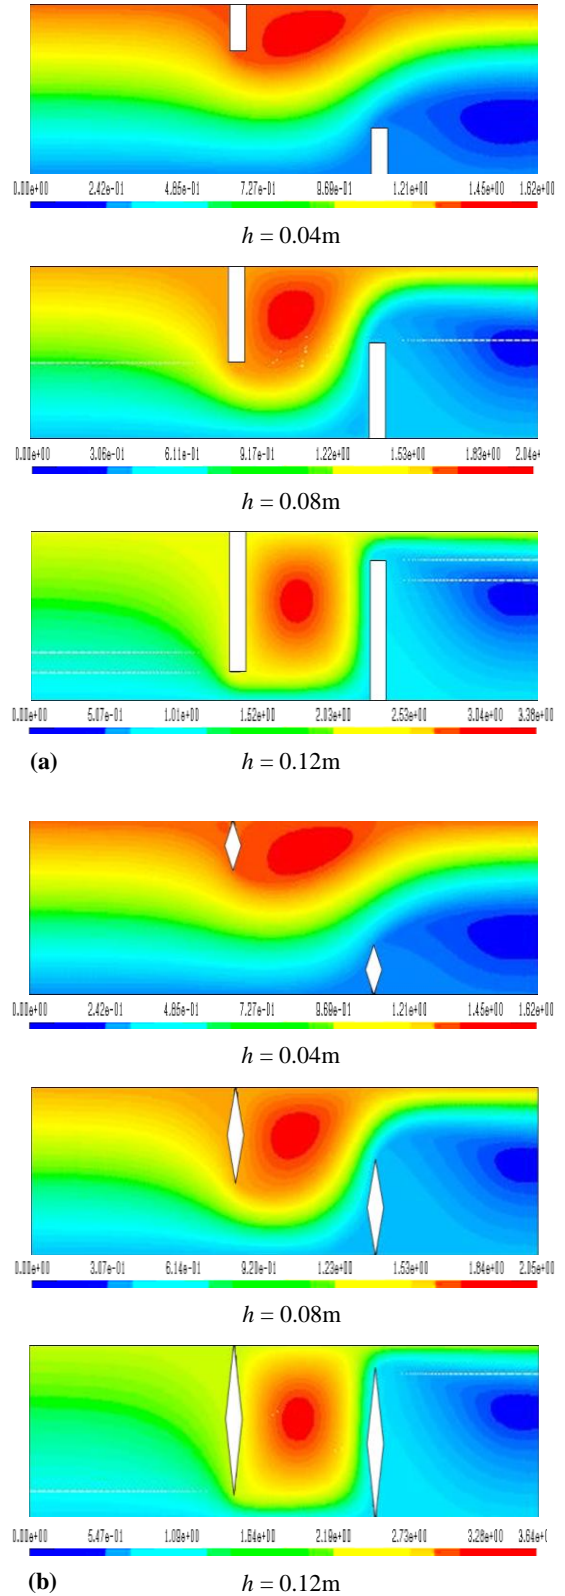 0.00e+00 2.42e-01 4.85e-01 7.27e-01 9.69e-01 1.21e+00 1.45e+00 1.62e+00
h = 0.04m
0.00e+00 3.06e-01 6.11e-01 9.17e-01 1.22e+00 1.53e+00 1.83e+00 2.04e+
h = 0.08m
0.00e+00 5.07e-01 1.01e+00 1.52e+00 2.03e+00 2.53e+00 3.04e+00 3.38e+00
(a) h = 0.12m
0.00e+00 2.42e-01 4.85e-01 7.27e-01 9.69e-01 1.21e+00 1.45e+00 1.62e+00
h = 0.04m
0.00e+00 3.07e-01 6.14e-01 9.20e-01 1.23e+00 1.53e+00 1.84e+00 2.05e+00
h = 0.08m
0.00e+00 5.47e-01 1.09e+00 1.64e+00 2.19e+00 2.73e+00 3.28e+00 3.64e+
(b) h = 0.12m